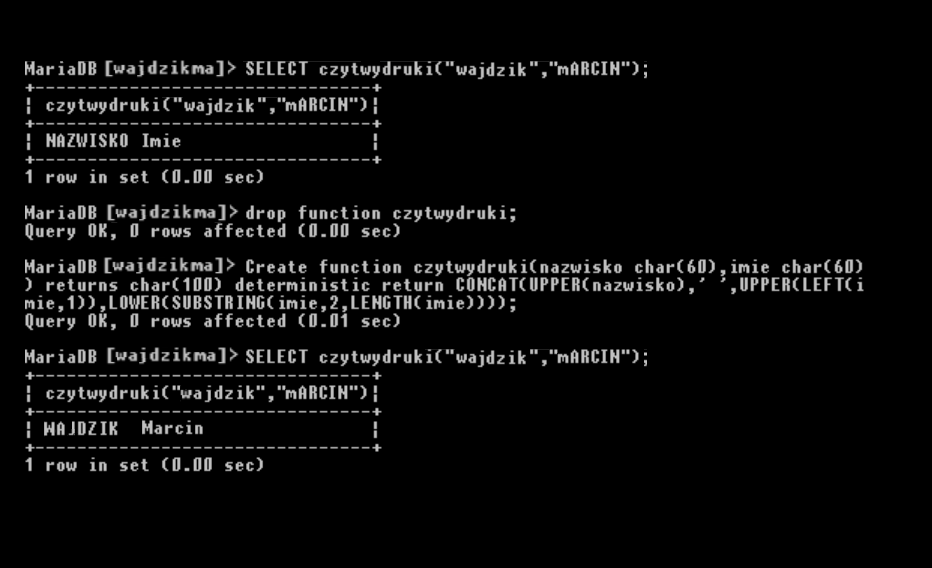 MariaDB [wajdzikma]> SELECT czytwydruki("wajdzik","mARCIN");
+--------------------------------+
| czytwydruki("wajdzik","mARCIN")|
+--------------------------------+
| NAZWISKO Imie                  |
+--------------------------------+
1 row in set (0.00 sec)
MariaDB [wajdzikma]> drop function czytwydruki;
Query OK, 0 rows affected (0.00 sec)
MariaDB [wajdzikma]> Create function czytwydruki(nazwisko char(60),imie char(60)
) returns char(100) deterministic return CONCAT(UPPER(nazwisko),' ',UPPER(LEFT(i
mie,1)),LOWER(SUBSTRING(imie,2,LENGTH(imie))));
Query OK, 0 rows affected (0.01 sec)
MariaDB [wajdzikma]> SELECT czytwydruki("wajdzik","mARCIN");
+--------------------------------+
| czytwydruki("wajdzik","mARCIN")|
+--------------------------------+
| WAJDZIK  Marcin                |
+--------------------------------+
1 row in set (0.00 sec)